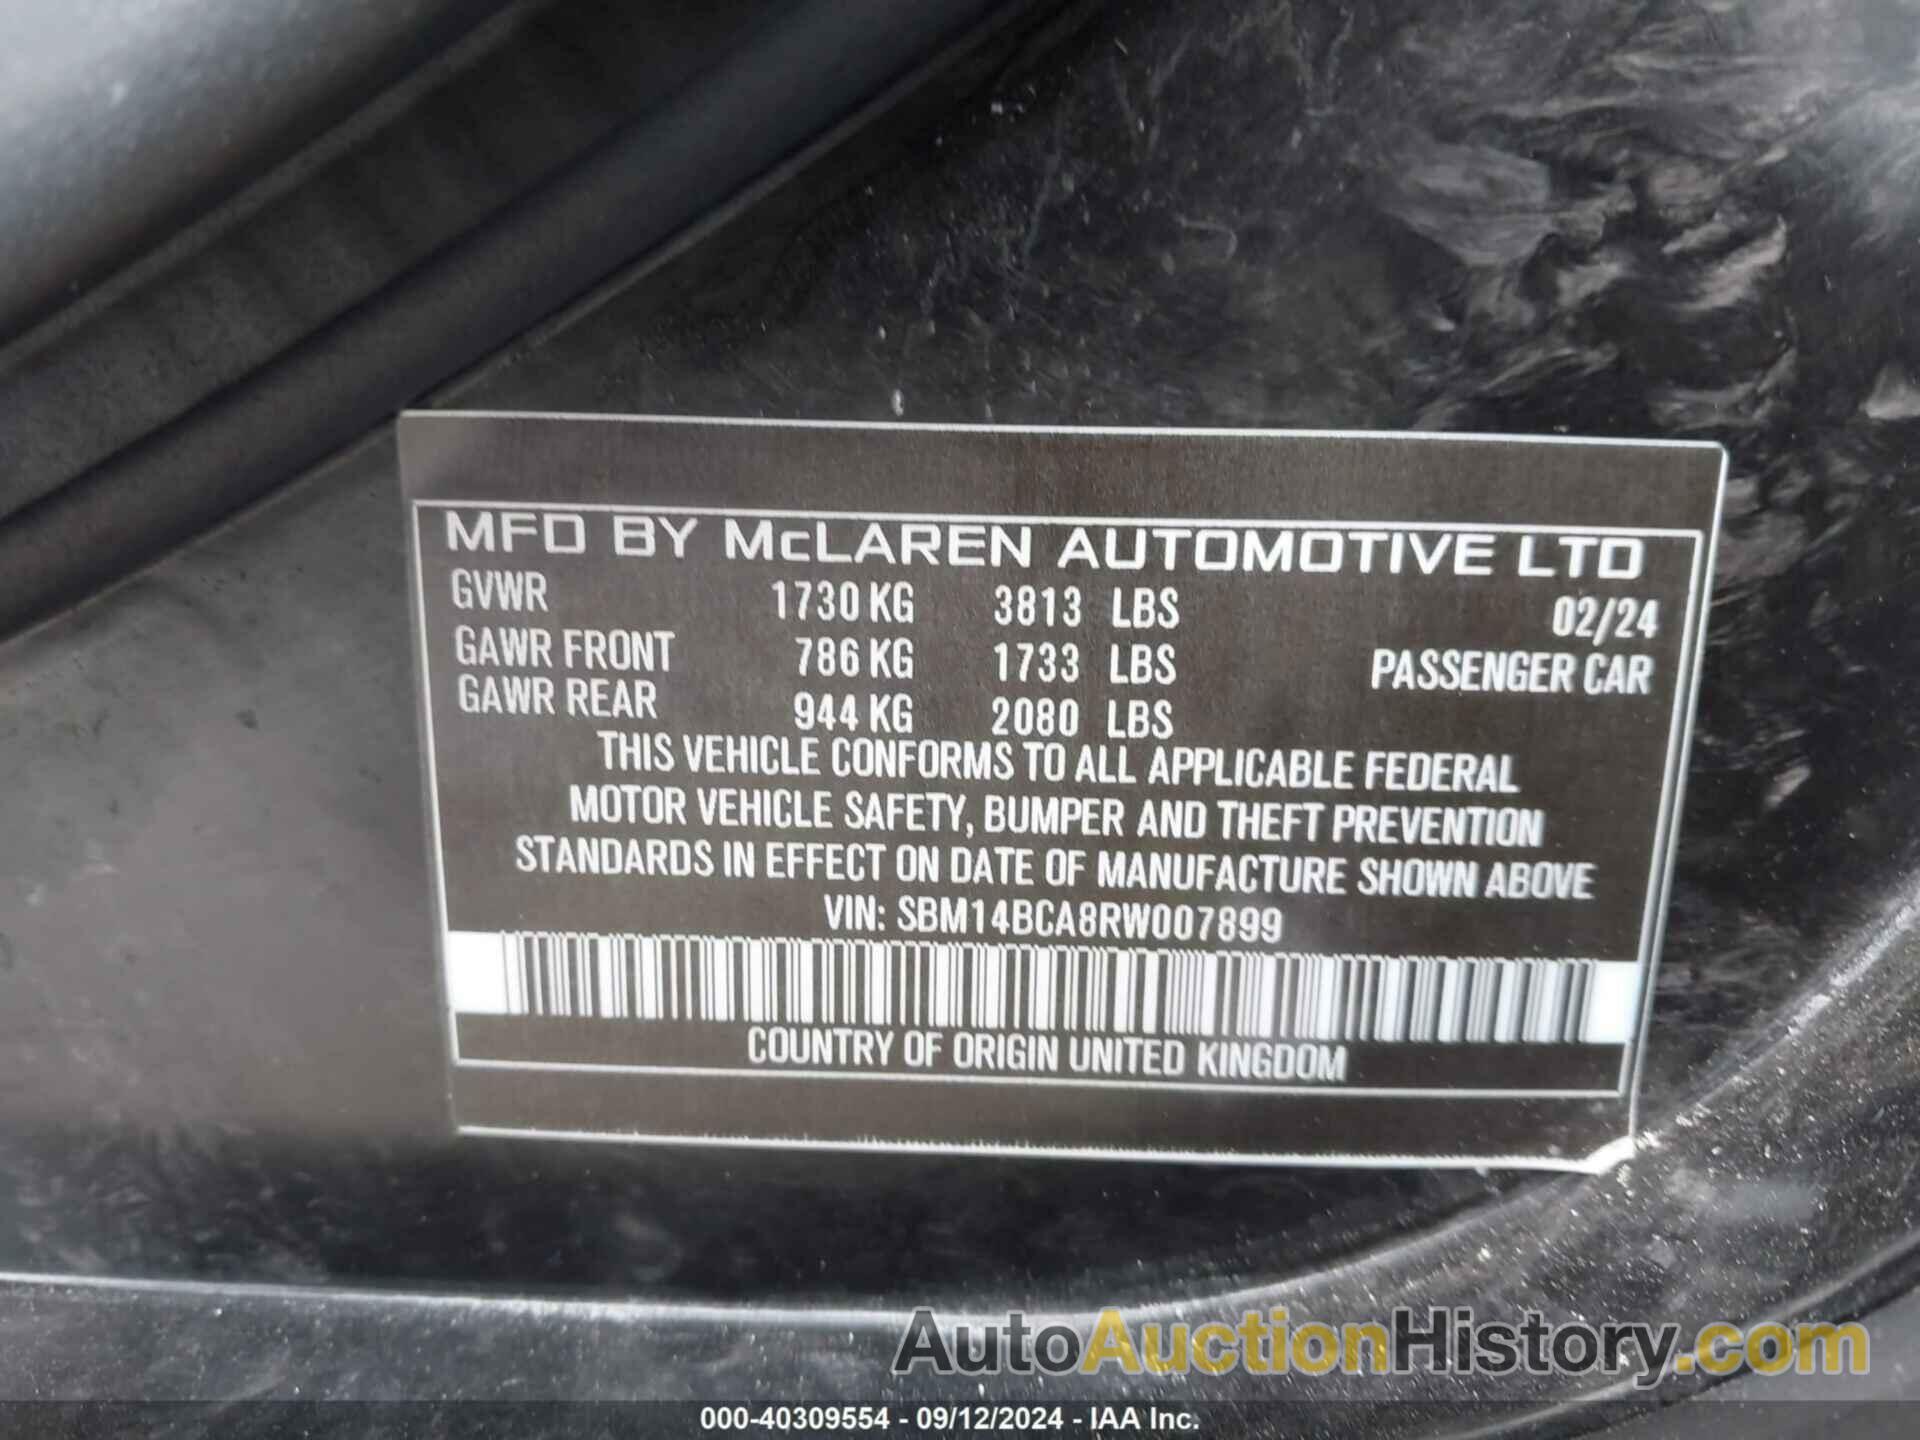 MFD BY McLAREN AUTOMOTIVE LTD
GVWR 1730 KG 3813 LBS 02/24
GAWR FRONT 786 KG 1733 LBS PASSENGER CAR
GAWR REAR 944 KG 2080 LBS
THIS VEHICLE CONFORMS TO ALL APPLICABLE FEDERAL
MOTOR VEHICLE SAFETY, BUMPER AND THEFT PREVENTION
STANDARDS IN EFFECT ON DATE OF MANUFACTURE SHOWN ABOVE
VIN: SBM14BCA8RW007899
COUNTRY OF ORIGIN UNITED KINGDOM
AutoAuctionHistory.com
000-40309554 - 09/12/2024 - IAA Inc.